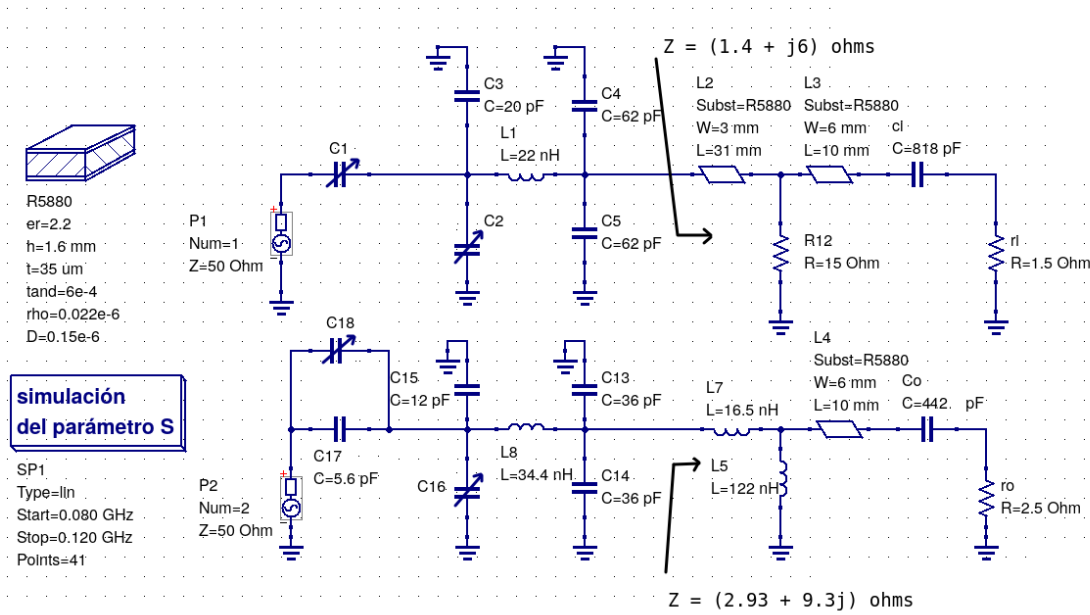 Z = (1.4 + j6) ohms
C3
C=20 pF
C4
C=62 pF
L2
Subst=R5880
W=3 mm
L=31 mm
L3
Subst=R5880
W=6 mm
L=10 mm
cl
C=818 pF
C1
L1
L=22 nH
R5880
er=2.2
h=1.6 mm
t=35 um
tand=6e-4
rho=0.022e-6
D=0.15e-6
P1
Num=1
Z=50 Ohm
C2
C5
C=62 pF
R12
R=15 Ohm
rl
R=1.5 Ohm
C18
C15
C=12 pF
C13
C=36 pF
L7
L=16.5 nH
L4
Subst=R5880
W=6 mm
L=10 mm
Co
C=442 pF
simulación
del parámetro S
SP1
Type=lin
Start=0.080 GHz
Stop=0.120 GHz
Points=41
P2
Num=2
Z=50 Ohm
C17
C=5.6 pF
C16
L8
L=34.4 nH
C14
C=36 pF
L5
L=122 nH
ro
R=2.5 Ohm
Z = (2.93 + 9.3j) ohms